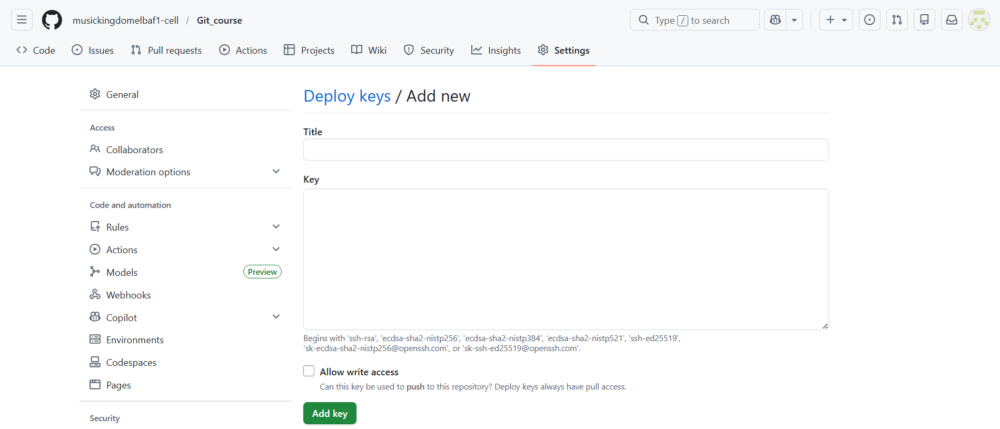 musickingdomelbaf1-cell / Git_course
Type / to search
Code Issues Pull requests Actions Projects Wiki Security Insights Settings
General
Access
Collaborators
Moderation options
Code and automation
Rules
Actions
Models Preview
Webhooks
Copilot
Environments
Codespaces
Pages
Security
Deploy keys / Add new
Title
Key
Begins with 'ssh-rsa', 'ecdsa-sha2-nistp256', 'ecdsa-sha2-nistp384', 'ecdsa-sha2-nistp521', 'ssh-ed25519',
'sk-ecdsa-sha2-nistp256@openssh.com', or 'sk-ssh-ed25519@openssh.com'.
Allow write access
Can this key be used to push to this repository? Deploy keys always have pull access.
Add key